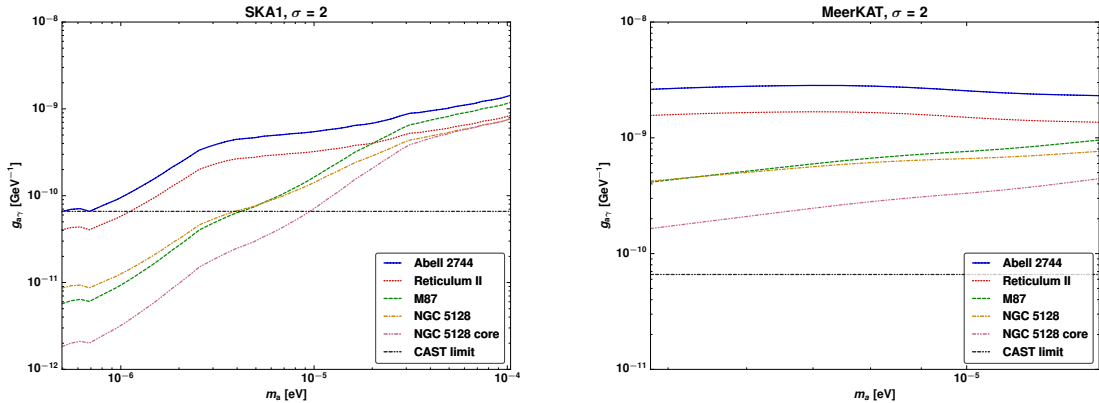 SKA1, σ = 2
10⁻⁸
10⁻⁹
10⁻¹⁰
10⁻¹¹
10⁻¹²
g_aγ [GeV⁻¹]
10⁻⁶
10⁻⁵
10⁻⁴
m_a [eV]
Abell 2744
Reticulum II
M87
NGC 5128
NGC 5128 core
CAST limit
MeerKAT, σ = 2
10⁻⁸
10⁻⁹
10⁻¹⁰
10⁻¹¹
g_aγ [GeV⁻¹]
10⁻⁵
m_a [eV]
Abell 2744
Reticulum II
M87
NGC 5128
NGC 5128 core
CAST limit